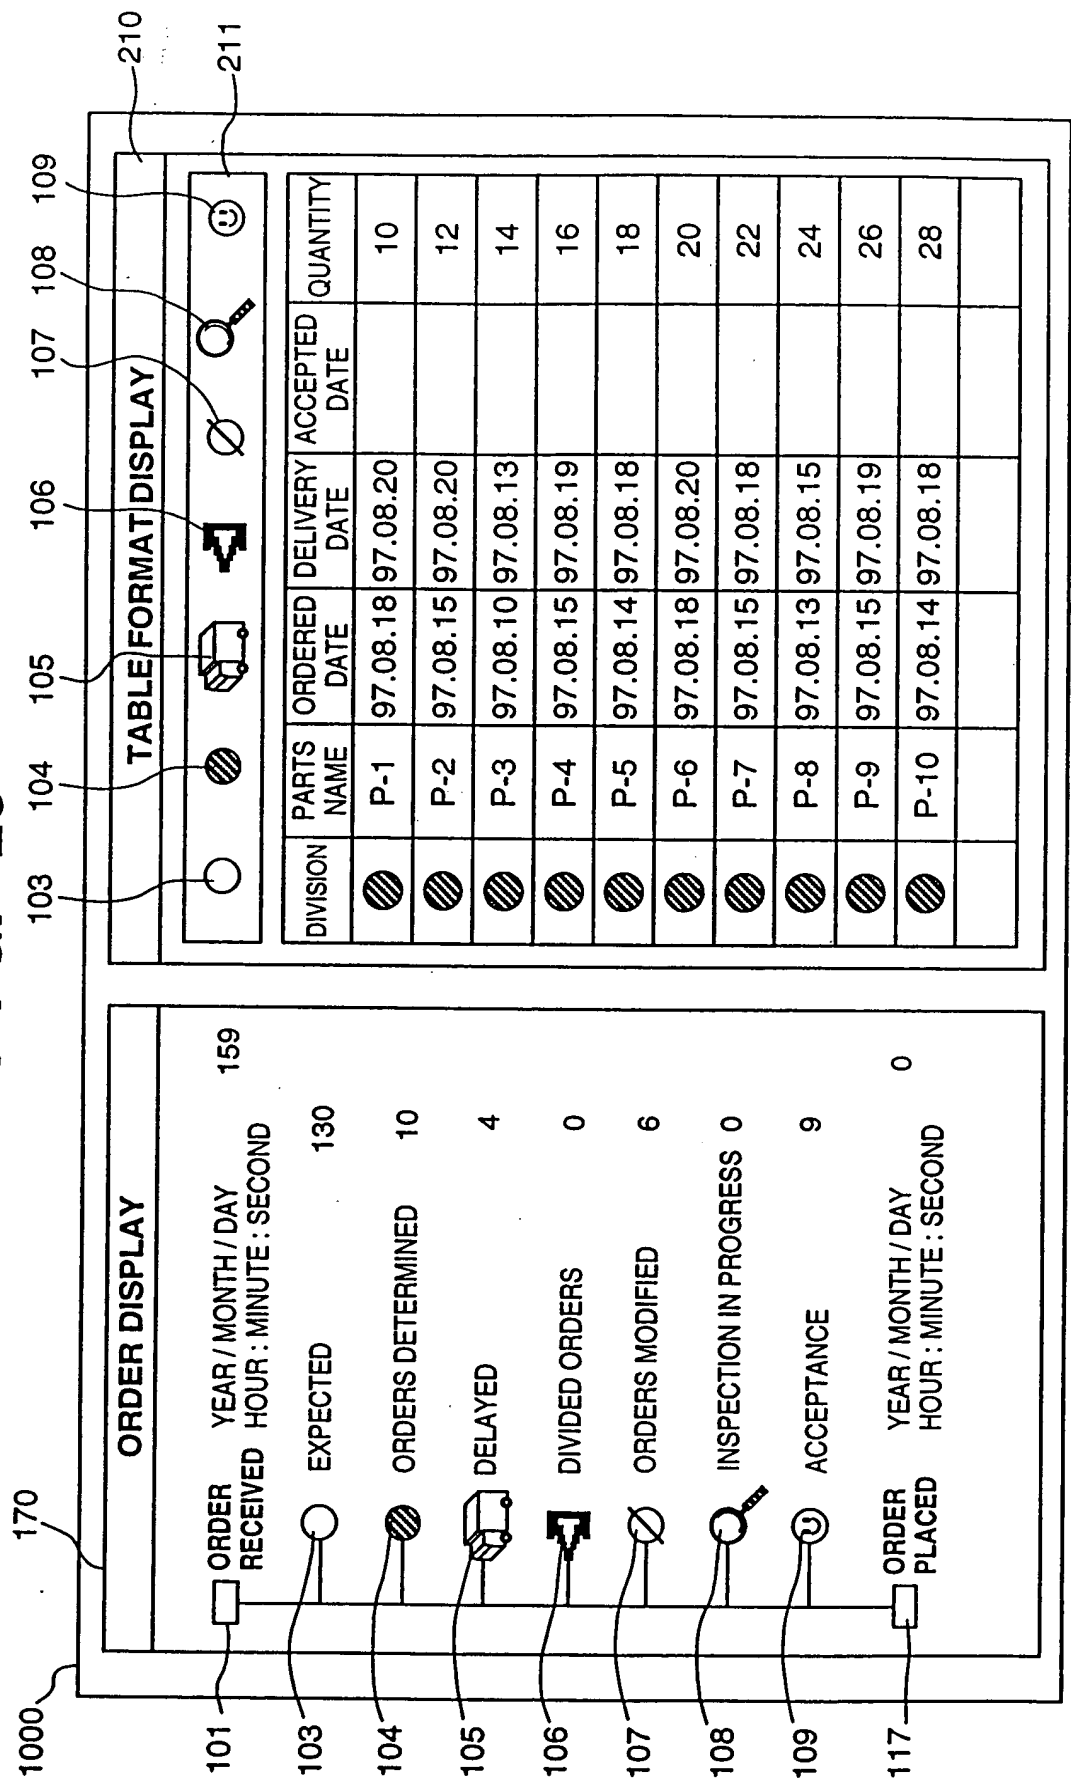 1000
170
ORDER DISPLAY
101
ORDER RECEIVED
YEAR / MONTH / DAY
HOUR : MINUTE : SECOND
159
103
EXPECTED 130
104
ORDERS DETERMINED 10
105
DELAYED 4
106
DIVIDED ORDERS 0
107
ORDERS MODIFIED 6
108
INSPECTION IN PROGRESS 0
109
ACCEPTANCE 9
117
ORDER PLACED
YEAR / MONTH / DAY
HOUR : MINUTE : SECOND
0
103 104 105 106 107 108 109
210
211
TABLE FORMAT DISPLAY
DIVISION PARTS NAME ORDERED DATE DELIVERY DATE ACCEPTED DATE QUANTITY
P-1 97.08.18 97.08.20 10
P-2 97.08.15 97.08.20 12
P-3 97.08.10 97.08.13 14
P-4 97.08.15 97.08.19 16
P-5 97.08.14 97.08.18 18
P-6 97.08.18 97.08.20 20
P-7 97.08.15 97.08.18 22
P-8 97.08.13 97.08.15 24
P-9 97.08.15 97.08.19 26
P-10 97.08.14 97.08.18 28